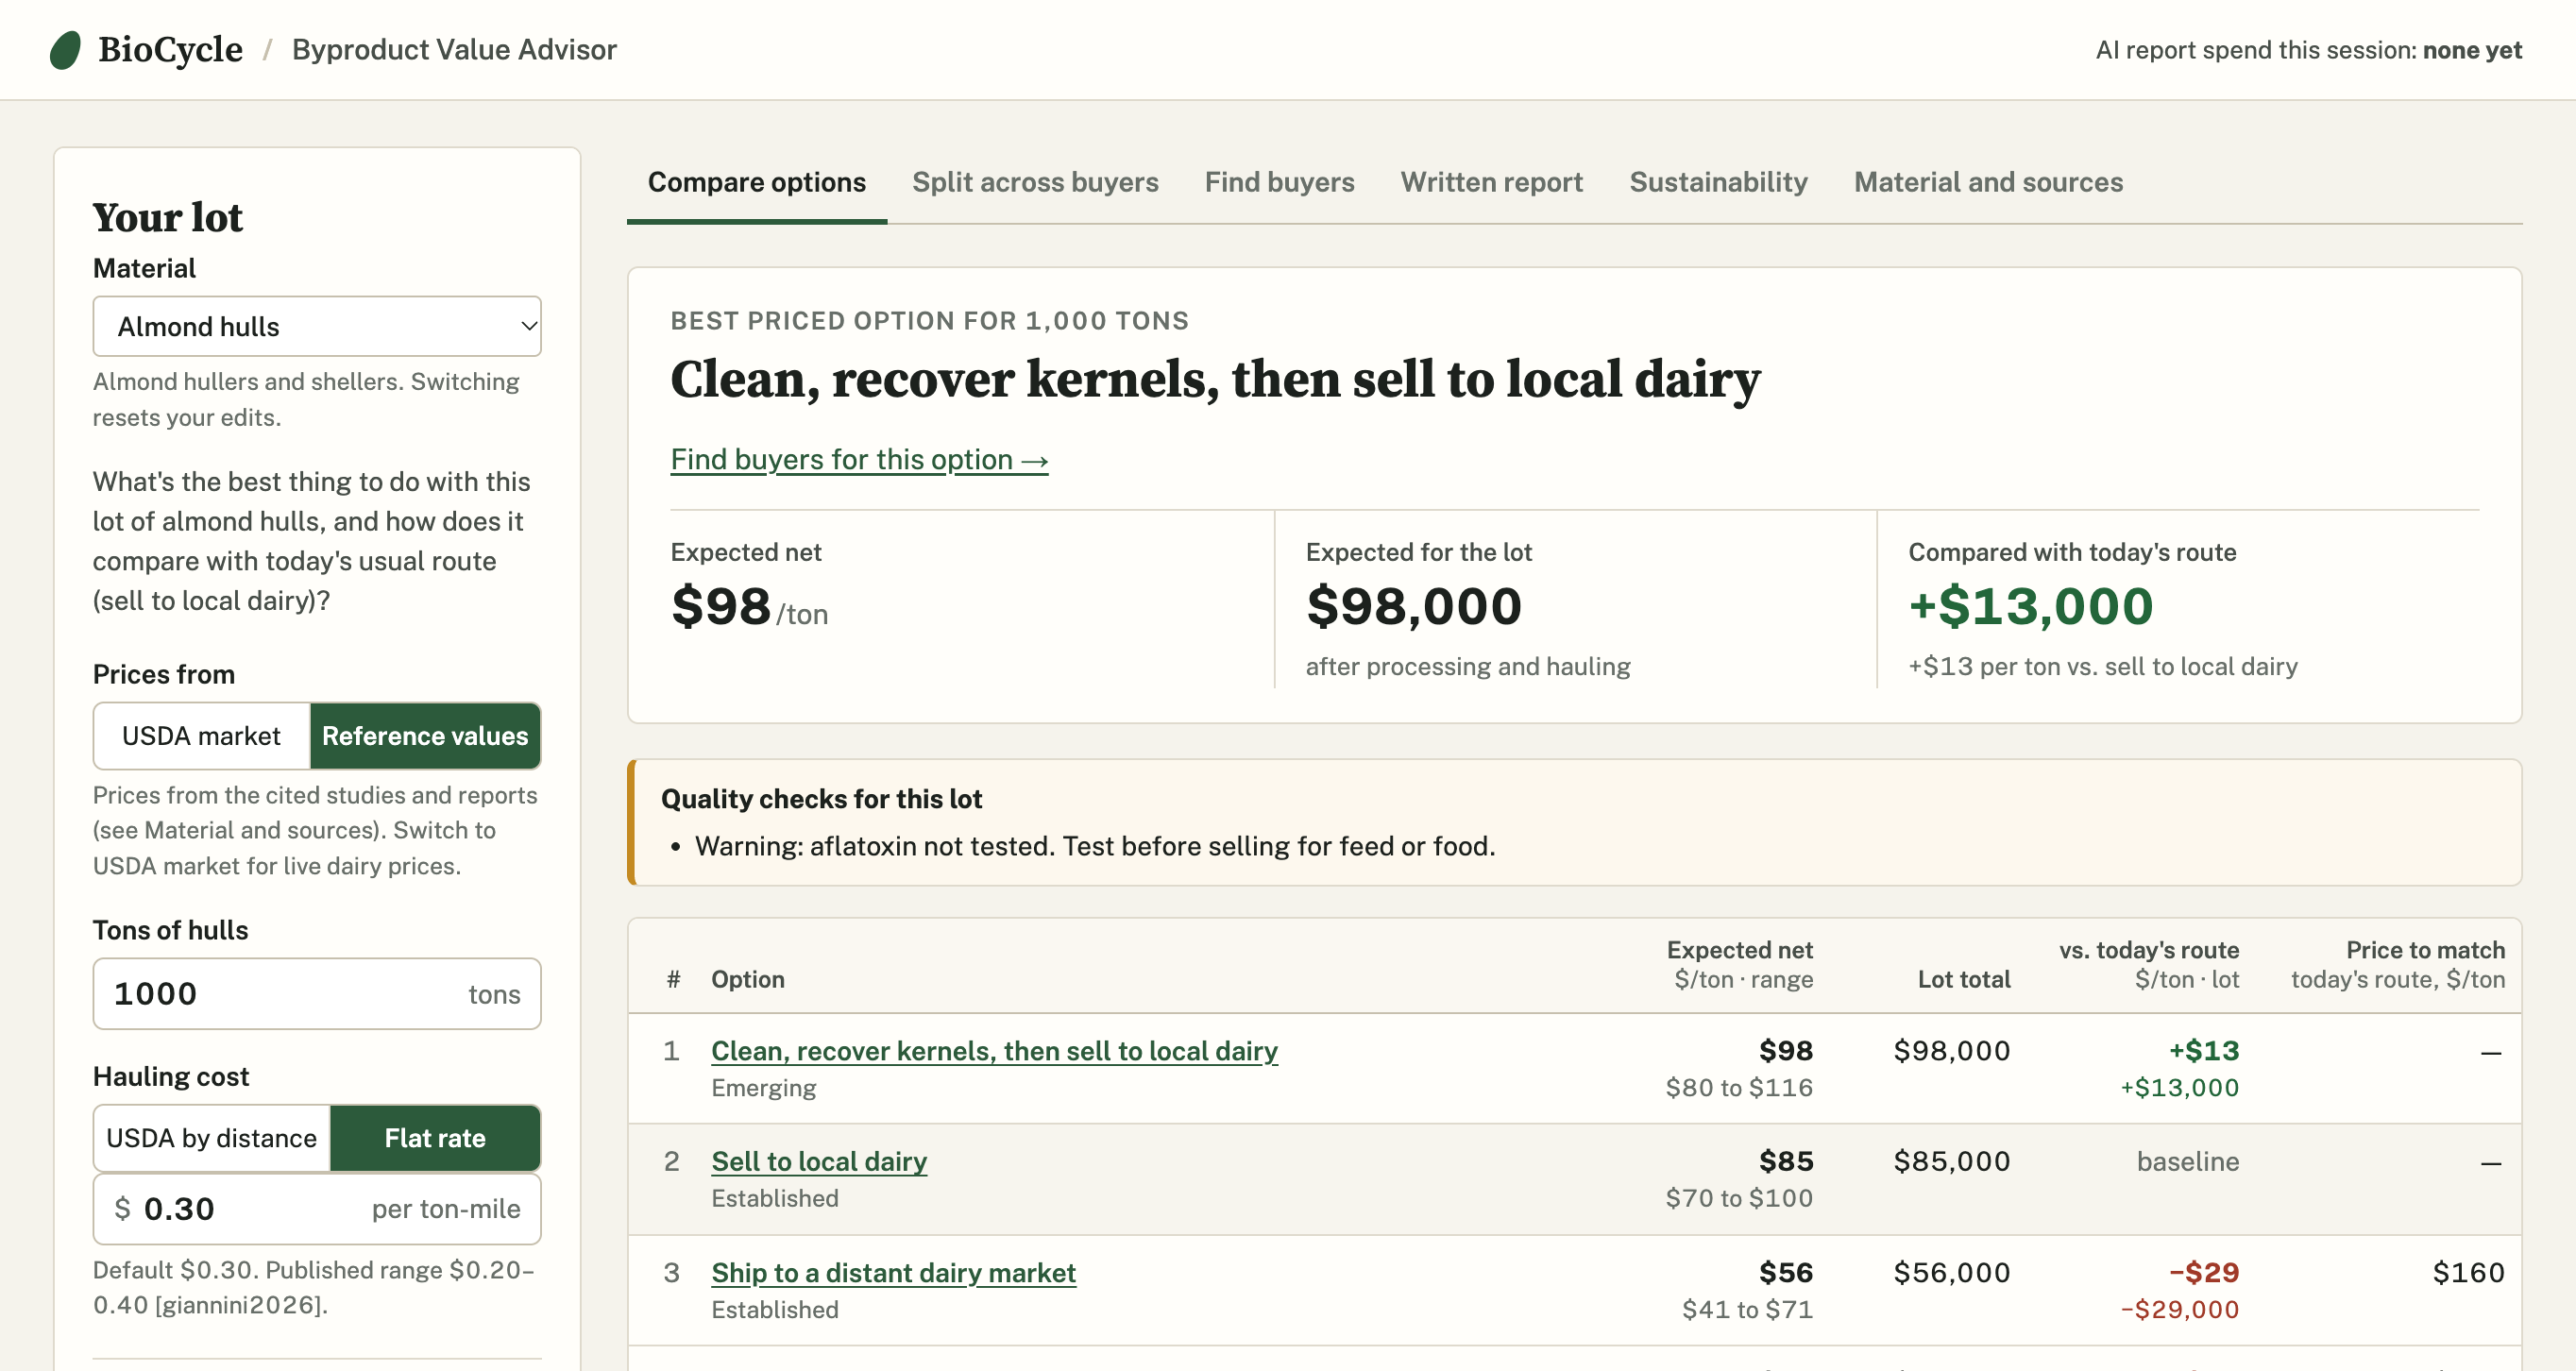 BioCycle / Byproduct Value Advisor
AI report spend this session: none yet
Your lot
Material
Almond hulls
Almond hullers and shellers. Switching
resets your edits.
What's the best thing to do with this
lot of almond hulls, and how does it
compare with today's usual route
(sell to local dairy)?
Prices from
USDA market
Reference values
Prices from the cited studies and reports
(see Material and sources). Switch to
USDA market for live dairy prices.
Tons of hulls
1000 tons
Hauling cost
USDA by distance
Flat rate
$ 0.30 per ton-mile
Default $0.30. Published range $0.20–
0.40 [giannini2026].
Compare options
Split across buyers
Find buyers
Written report
Sustainability
Material and sources
BEST PRICED OPTION FOR 1,000 TONS
Clean, recover kernels, then sell to local dairy
Find buyers for this option →
Expected net
$98 /ton
Expected for the lot
$98,000
after processing and hauling
Compared with today's route
+$13,000
+$13 per ton vs. sell to local dairy
Quality checks for this lot
• Warning: aflatoxin not tested. Test before selling for feed or food.
# Option
Expected net
$/ton · range
Lot total
vs. today's route
$/ton · lot
Price to match
today's route, $/ton
1 Clean, recover kernels, then sell to local dairy $98 $98,000 +$13 —
Emerging $80 to $116 +$13,000
2 Sell to local dairy $85 $85,000 baseline —
Established $70 to $100
3 Ship to a distant dairy market $56 $56,000 −$29 $160
Established $41 to $71 −$29,000